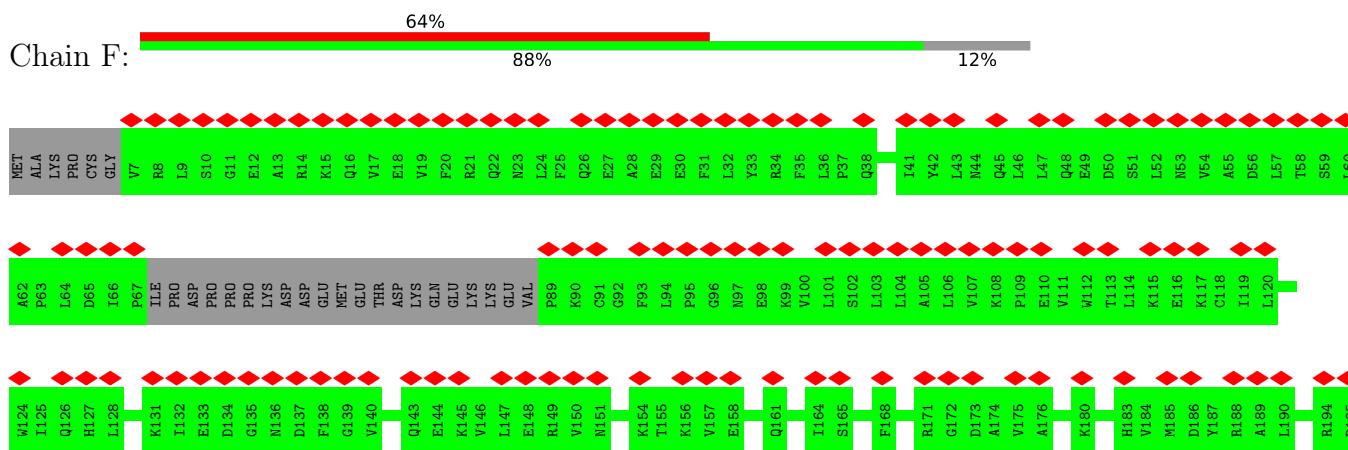 64%
Chain F:
88% 12%
MET ALA LYS PRO CYS GLY V7 R8 L9 S10 G11 E12 A13 R14 K15 Q16 V17 E18 V19 F20 R21 Q22 N23 L24 F25 Q26 E27 A28 E29 E30 F31 L32 Y33 R34 F35 L36 P37 Q38 I41 Y42 L43 N44 Q45 L46 L47 Q48 E49 D50 S51 L52 N53 V54 A55 D56 L57 T58 S59 L60
A62 P63 L64 D65 I66 P67 ILE PRO ASP PRO PRO PRO LYS ASP ASP GLU MET GLU THR ASP LYS GLN GLU LYS LYS GLU VAL P89 K90 C91 G92 F93 L94 P95 G96 N97 E98 K99 V100 L101 S102 L103 L104 A105 L106 V107 K108 P109 E110 V111 W112 T113 L114 K115 E116 K117 C118 I119 L120
W124 I125 Q126 H127 L128 K131 I132 E133 D134 G135 N136 D137 F138 G139 V140 Q143 E144 K145 V146 L147 E148 R149 V150 N151 K154 T155 K156 V157 E158 Q161 I164 S165 F168 R171 G172 D173 A174 V175 A176 K180 H183 V184 M185 D186 Y187 R188 A189 L190 R194